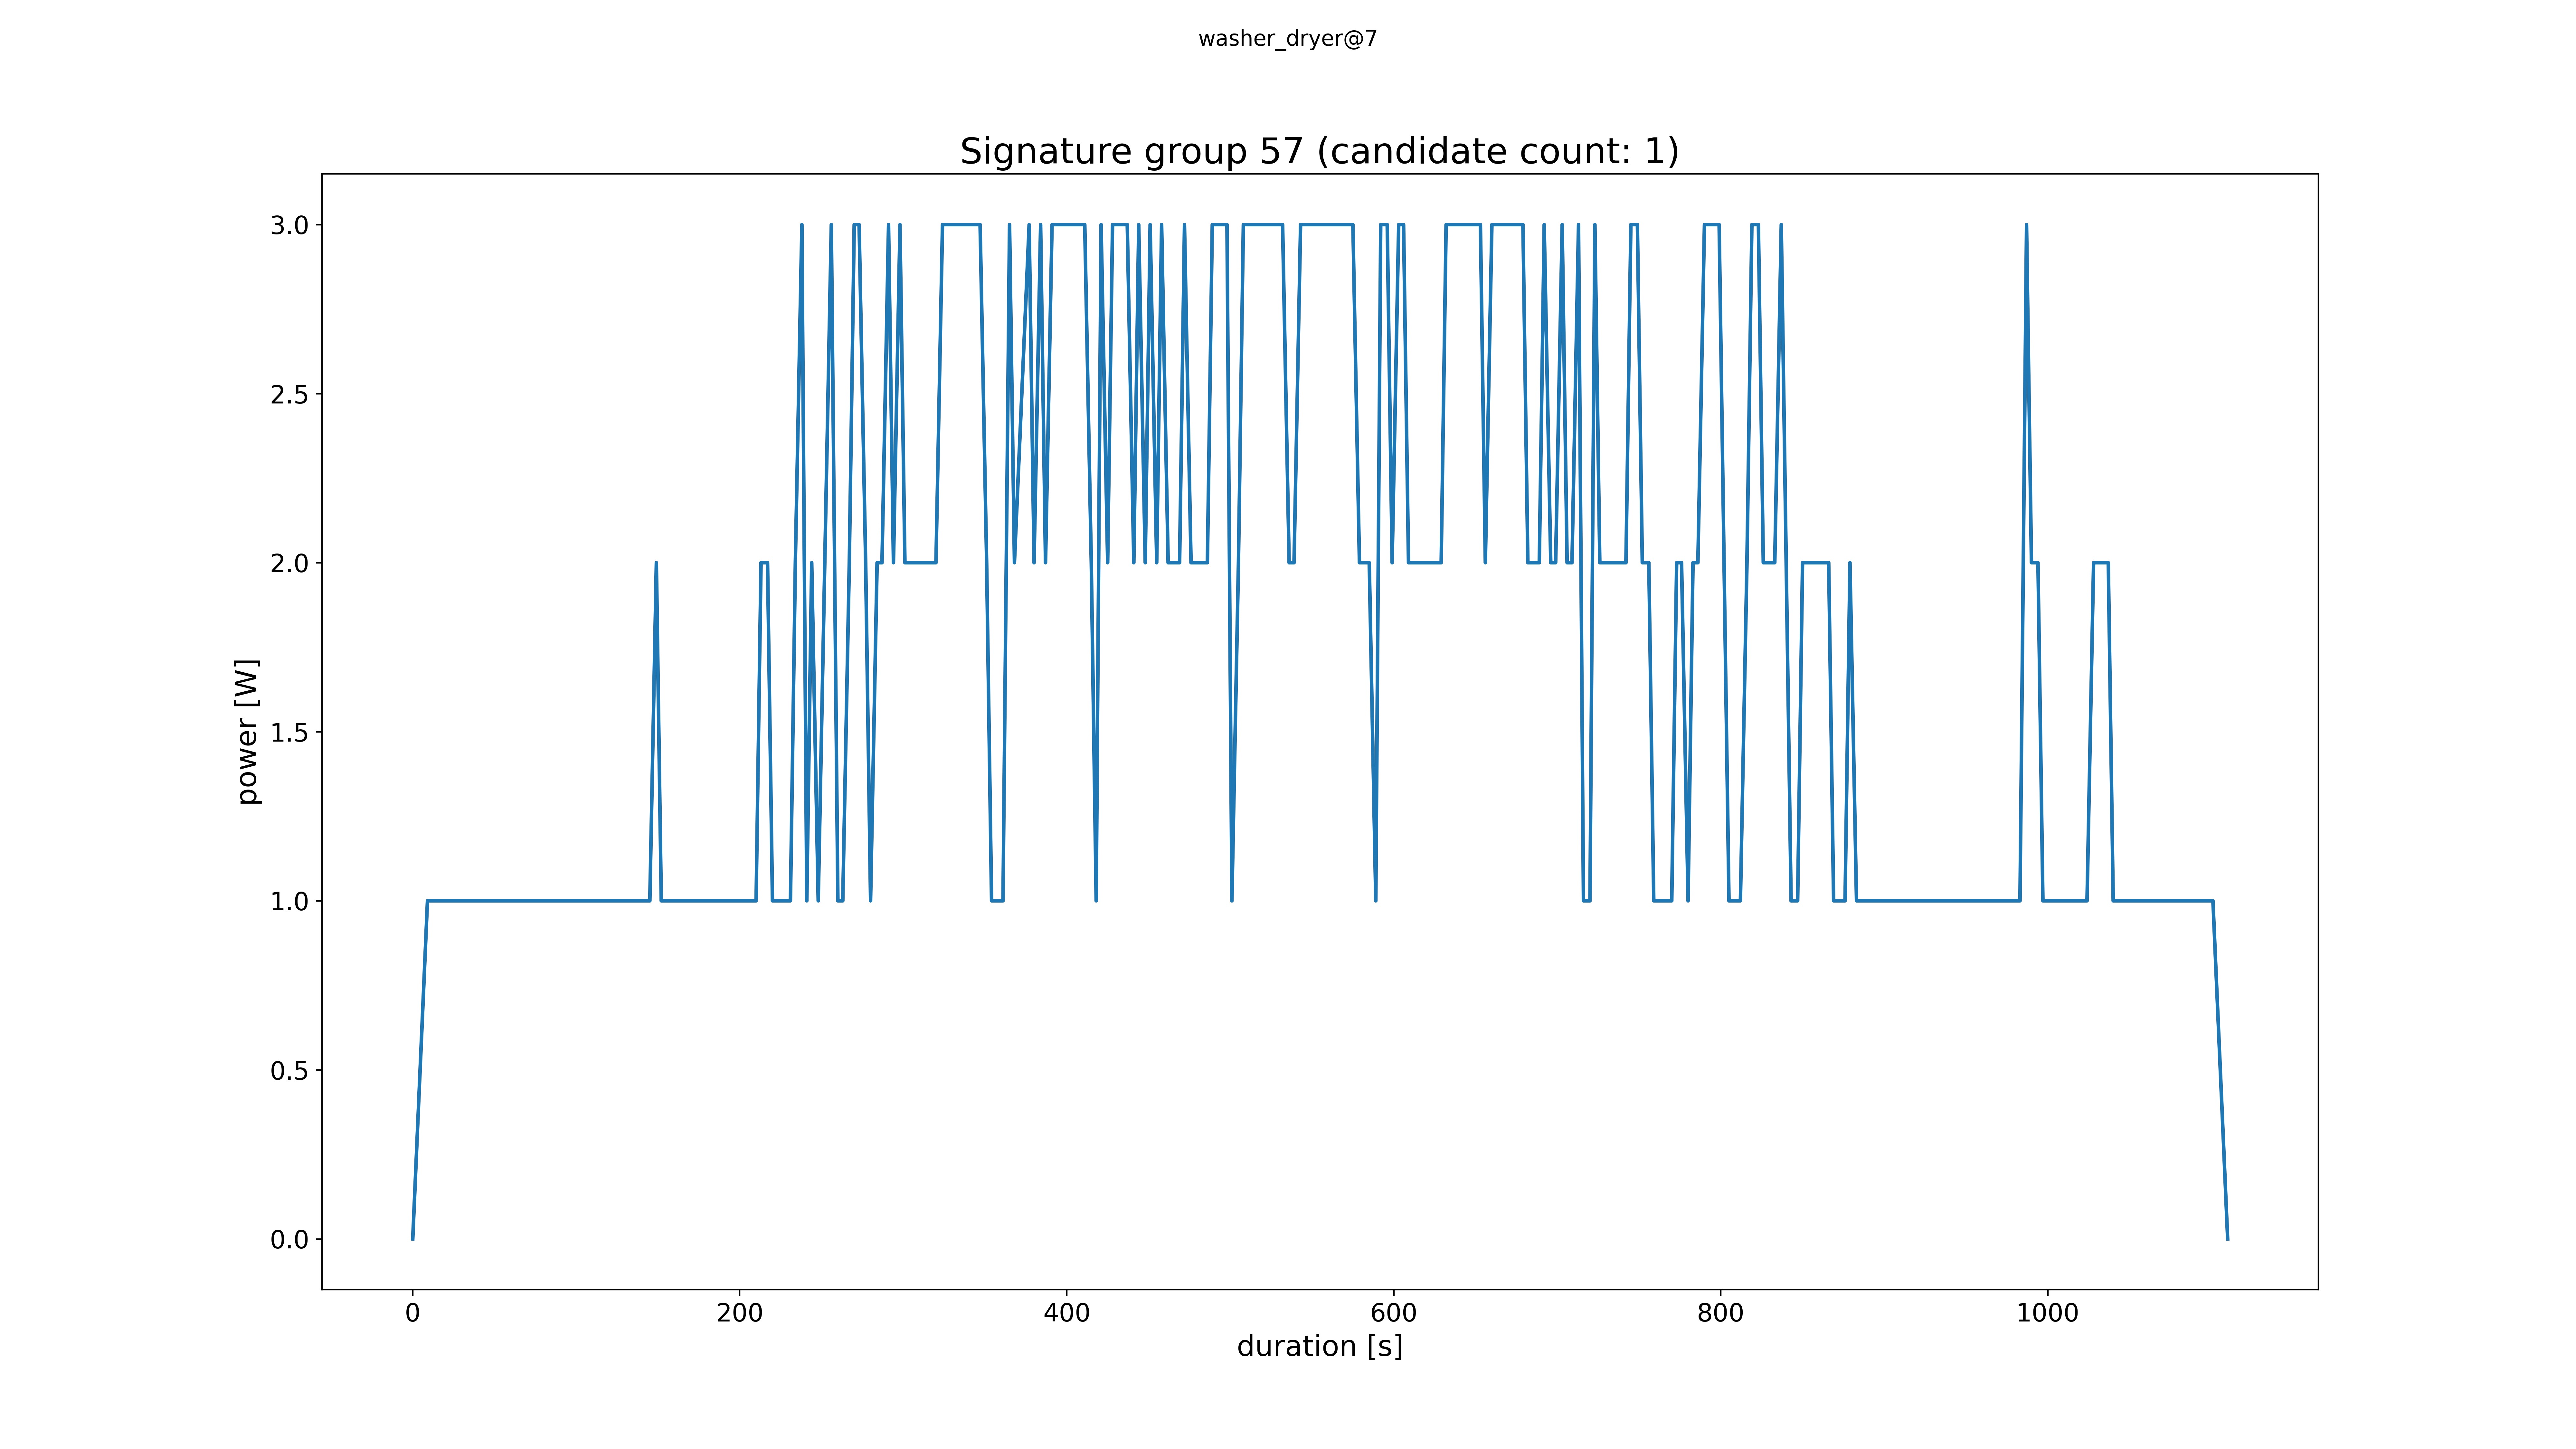 washer_dryer@7
Signature group 57 (candidate count: 1)
3.0
2.5
2.0
1.5
1.0
0.5
0.0
power [W]
0 200 400 600 800 1000
duration [s]